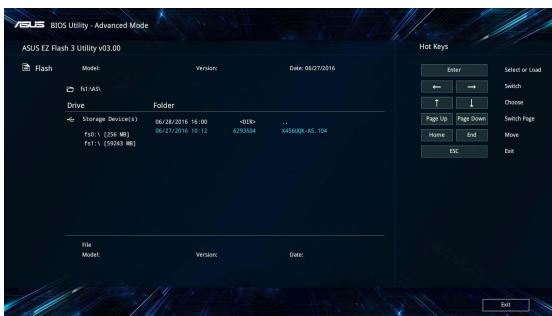 ASUS BIOS Utility - Advanced Mode
ASUS EZ Flash 3 Utility v03.00
Flash
Model: Version: Date: 06/27/2016
fs1:\AS\
Drive Folder
Storage Device(s)
fs0:\ [256 MB]
fs1:\ [59243 MB]
06/28/2016 16:00 <DIR> ..
06/27/2016 10:12 6293504 X456UQK-AS.104
File
Model: Version: Date:
Hot Keys
Enter Select or Load
← → Switch
↑ ↓ Choose
Page Up Page Down Switch Page
Home End Move
ESC Exit
Exit